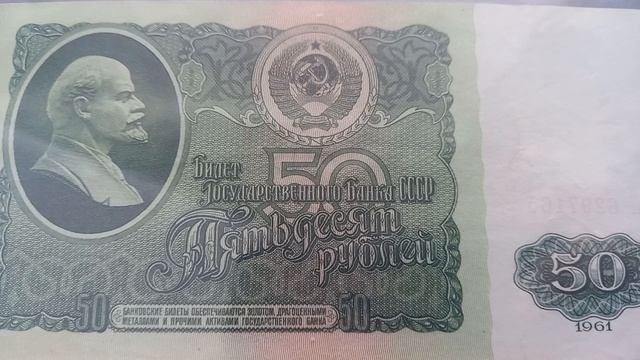 50
Билет
Государственного Банка СССР
Пятьдесят
рублей
50
БАНКОВСКИЕ БИЛЕТЫ ОБЕСПЕЧИВАЮТСЯ ЗОЛОТОМ, ДРАГОЦЕННЫМИ
МЕТАЛЛАМИ И ПРОЧИМИ АКТИВАМИ ГОСУДАРСТВЕННОГО БАНКА
50
50
1961